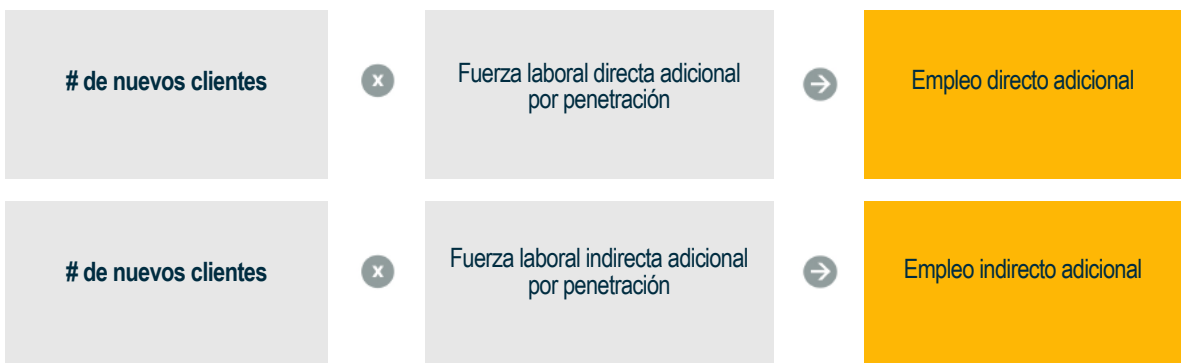 # de nuevos clientes
x
Fuerza laboral directa adicional
por penetración
Empleo directo adicional
# de nuevos clientes
x
Fuerza laboral indirecta adicional
por penetración
Empleo indirecto adicional